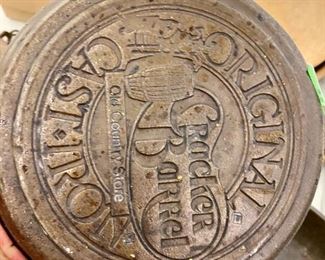 ORIGINAL
CAST IRON
Cracker
Barrel
Old Country Store